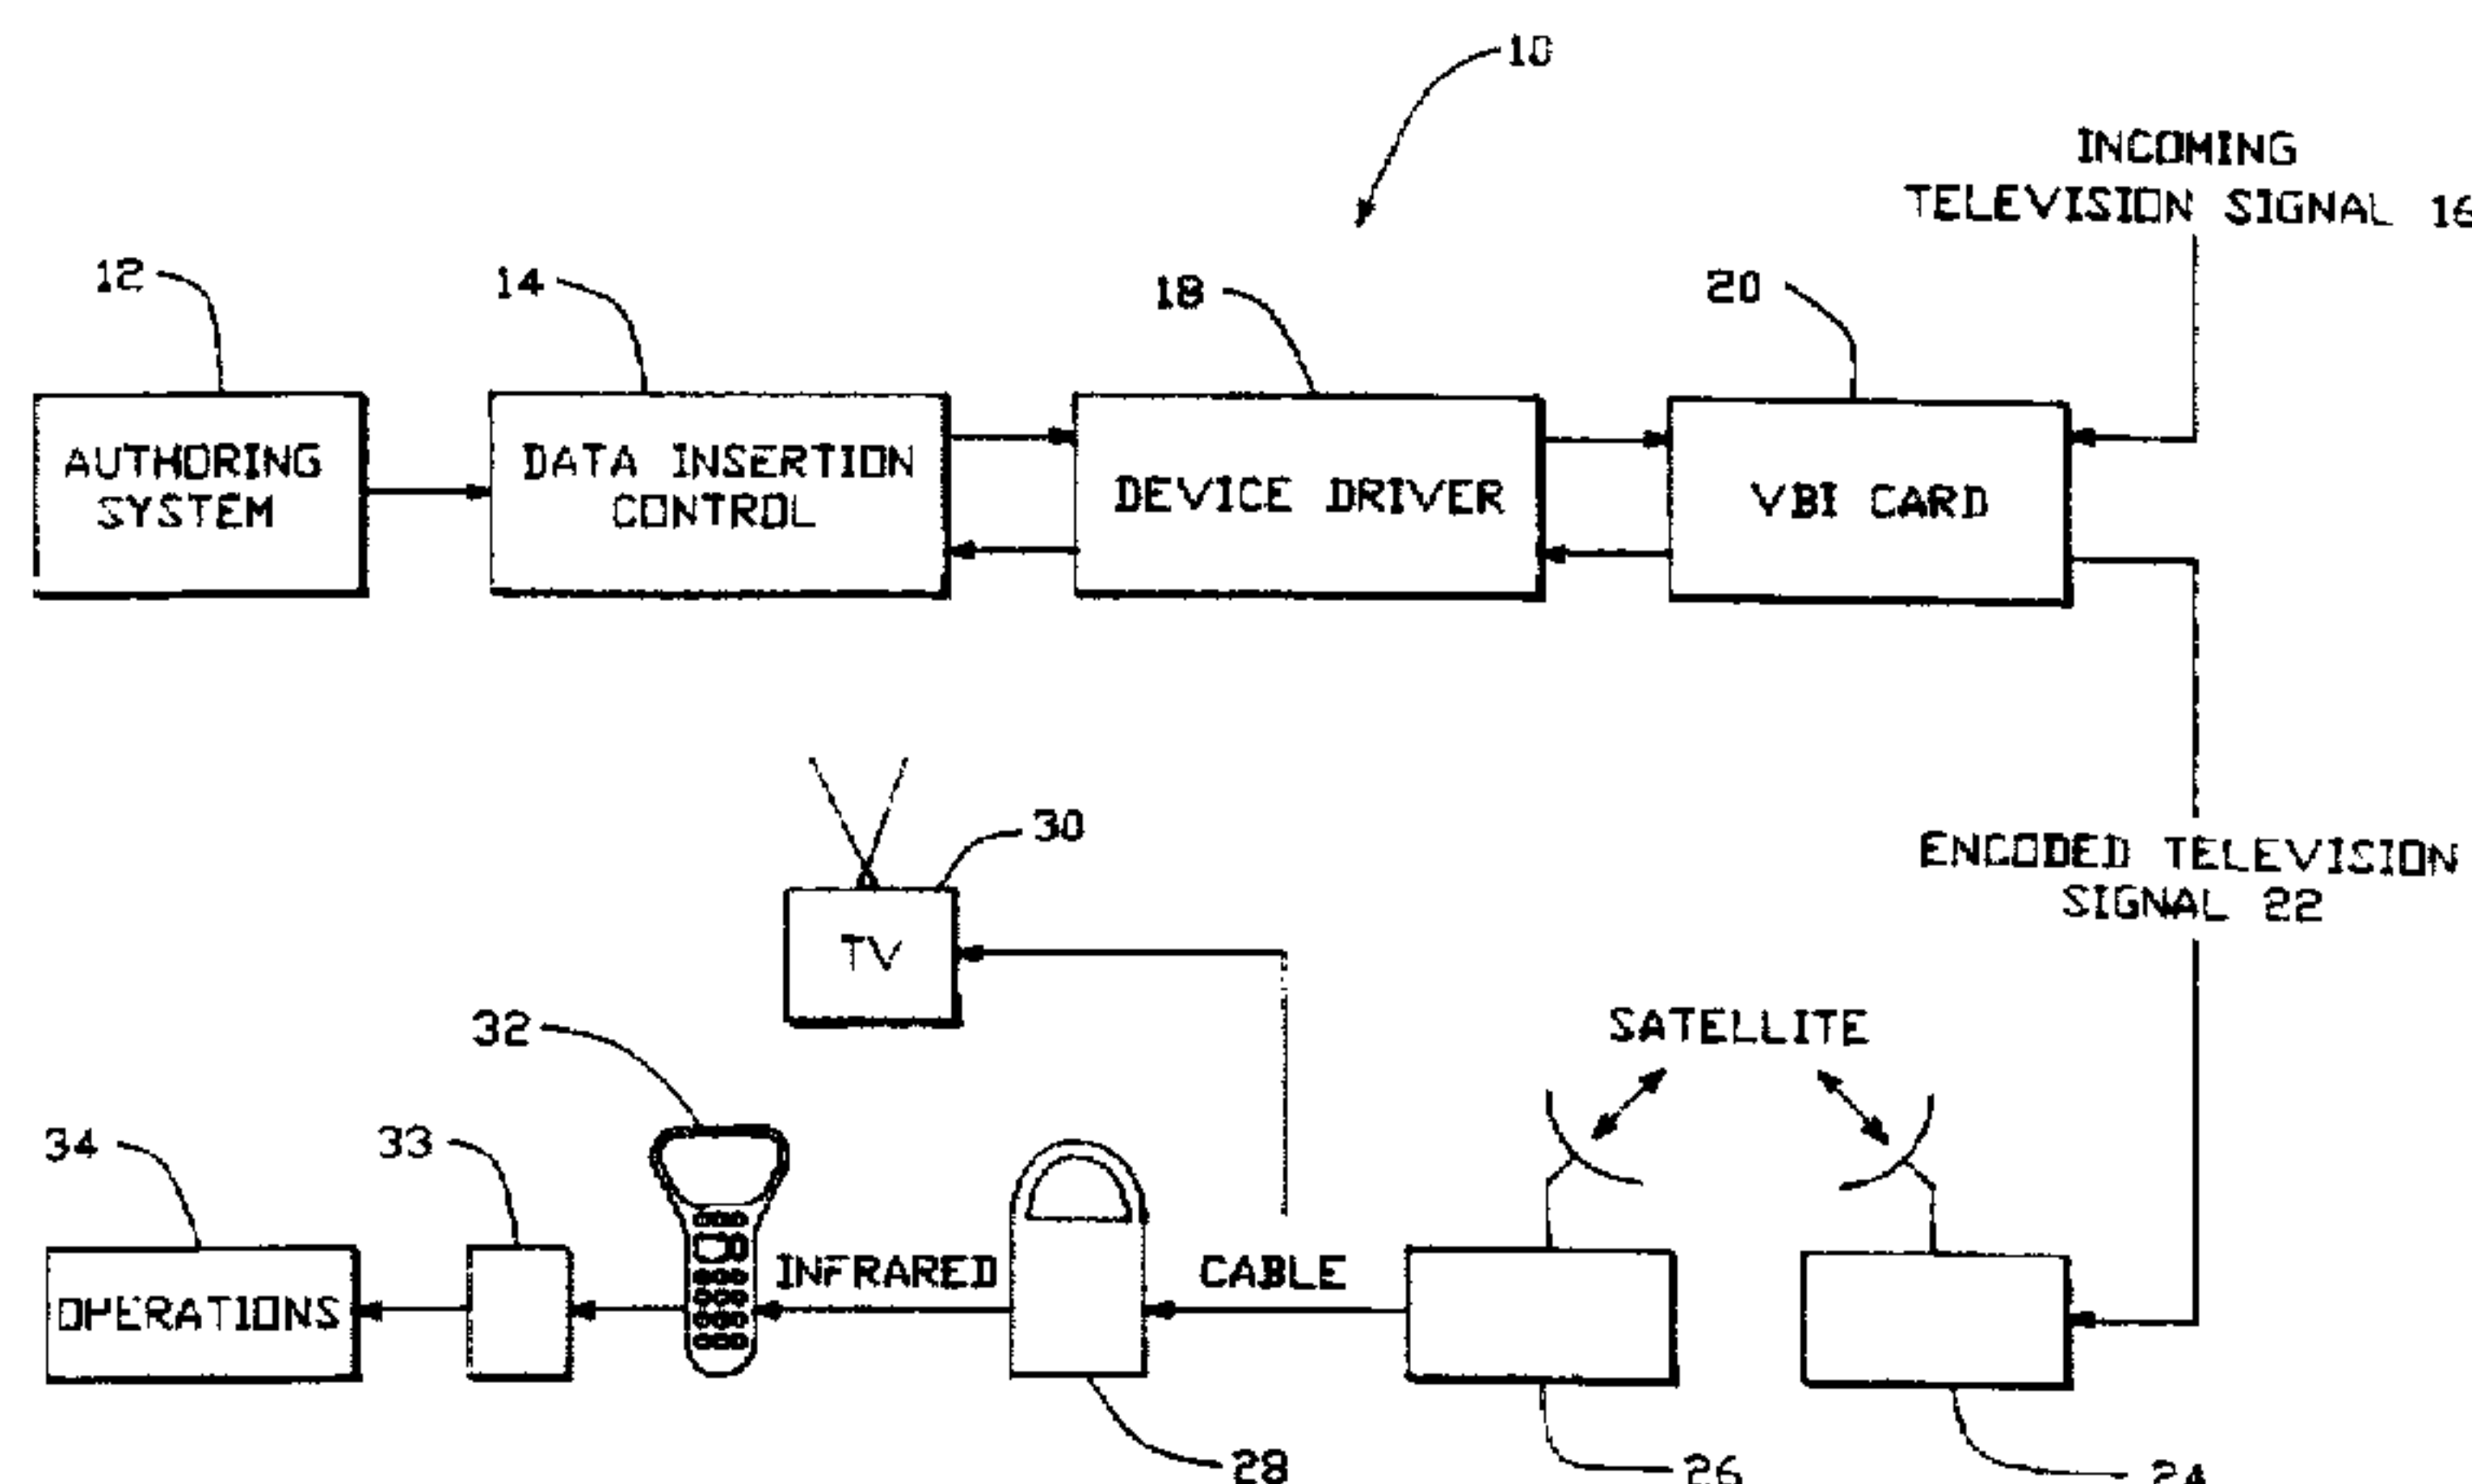 10
INCOMING
TELEVISION SIGNAL 16
12
14
18
20
AUTHORING
SYSTEM
DATA INSERTION
CONTROL
DEVICE DRIVER
VBI CARD
30
ENCODED TELEVISION
SIGNAL 22
TV
32
SATELLITE
34
33
INFRARED
CABLE
OPERATIONS
28
26
24